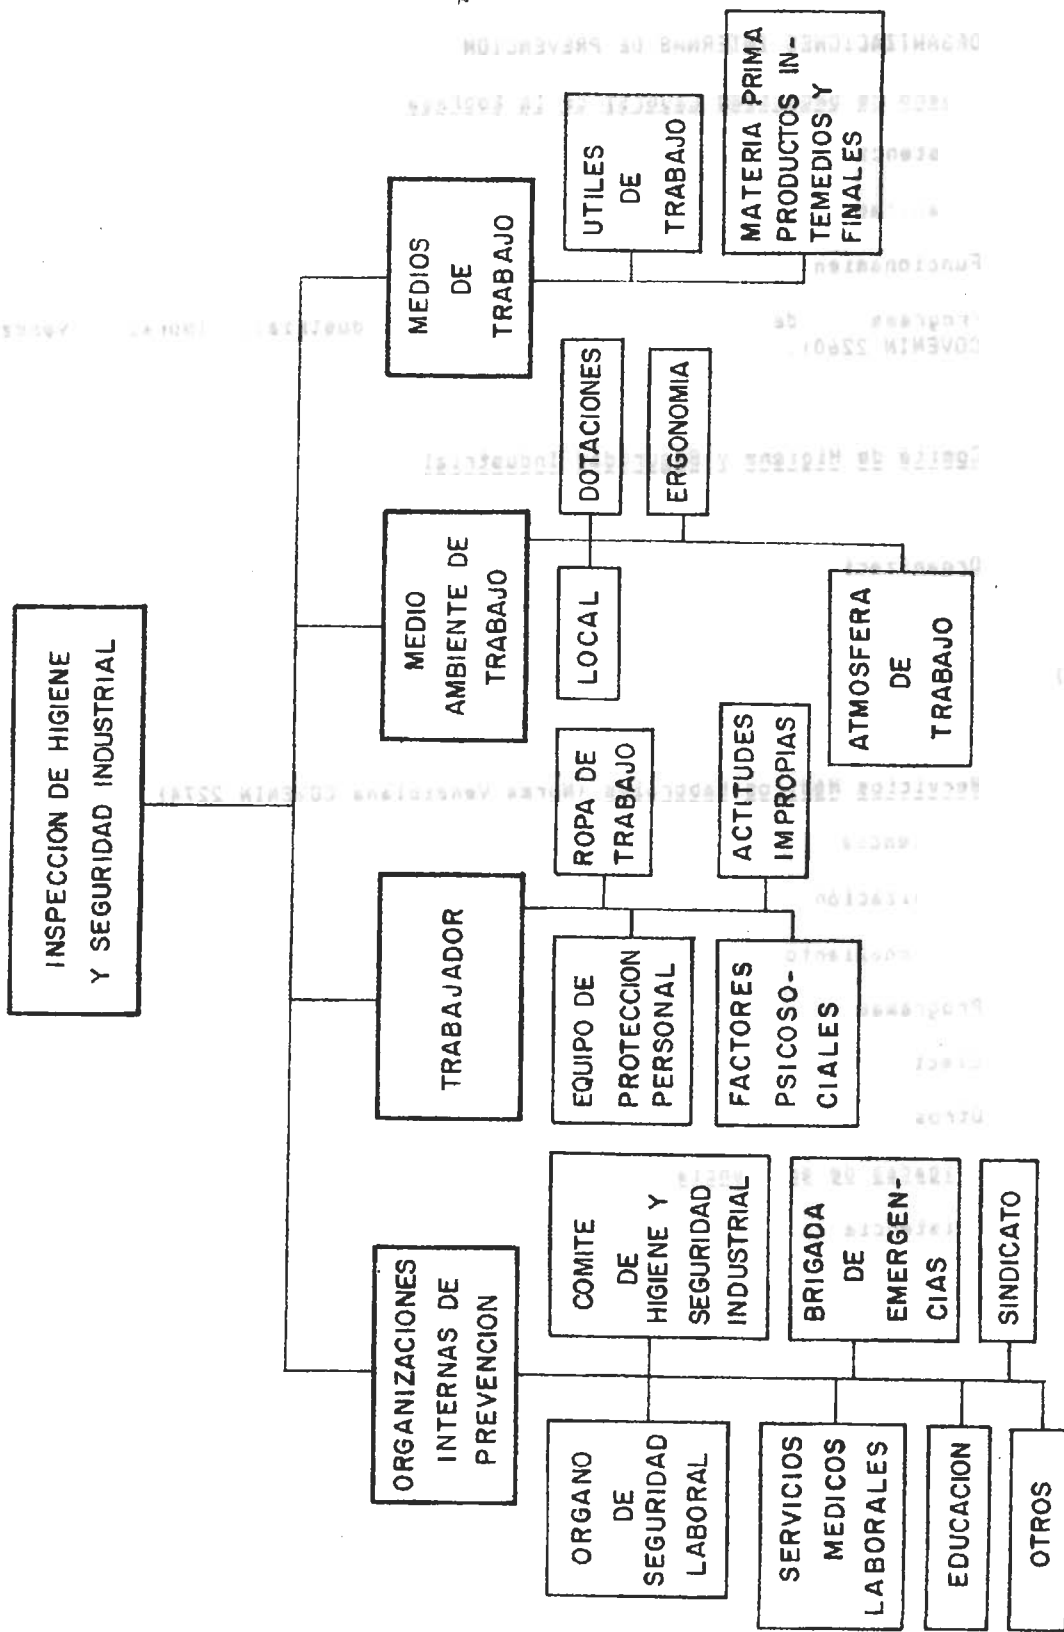 INSPECCION DE HIGIENE
Y SEGURIDAD INDUSTRIAL
ORGANIZACIONES
INTERNAS DE
PREVENCION
ORGANO
DE
SEGURIDAD
LABORAL
COMITE
DE
HIGIENE Y
SEGURIDAD
INDUSTRIAL
SERVICIOS
MEDICOS
LABORALES
BRIGADA
DE
EMERGEN-
CIAS
EDUCACION
SINDICATO
OTROS
TRABAJADOR
EQUIPO DE
PROTECCION
PERSONAL
ROPA DE
TRABAJO
FACTORES
PSICOSO-
CIALES
ACTITUDES
IMPROPIAS
MEDIO
AMBIENTE DE
TRABAJO
LOCAL
DOTACIONES
ERGONOMIA
ATMOSFERA
DE
TRABAJO
MEDIOS
DE
TRABAJO
UTILES
DE
TRABAJO
MATERIA PRIMA
PRODUCTOS IN-
TEMEDIOS Y
FINALES